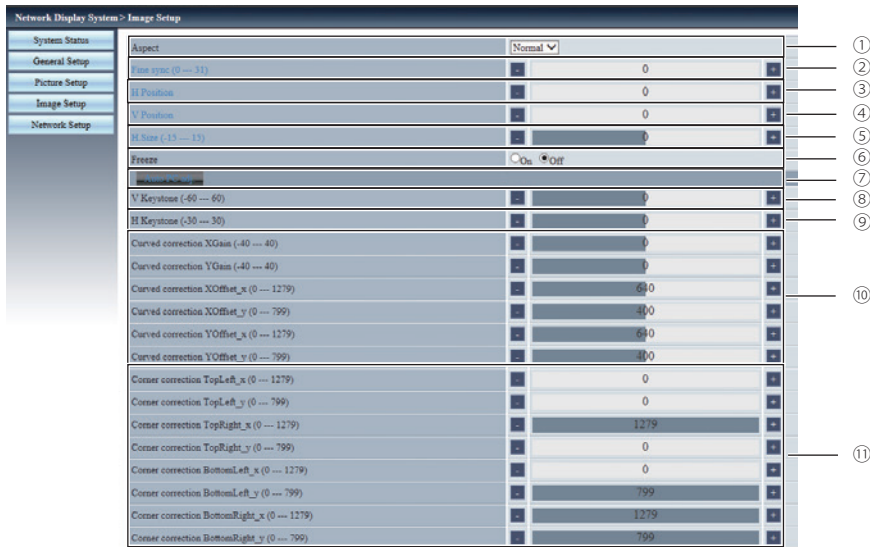 Network Display System > Image Setup
System Status
General Setup
Picture Setup
Image Setup
Network Setup
Aspect Normal ①
Fine sync (0 --- 31) - 0 + ②
H Position - 0 + ③
V Position - 0 + ④
H.Size (-15 --- 15) - 0 + ⑤
Freeze On Off ⑥
⑦
V Keystone (-60 --- 60) - 0 + ⑧
H Keystone (-30 --- 30) - 0 + ⑨
Curved correction XGain (-40 --- 40) - 0 +
Curved correction YGain (-40 --- 40) - 0 +
Curved correction XOffset_x (0 --- 1279) - 640 + ⑩
Curved correction XOffset_y (0 --- 799) - 400 +
Curved correction YOffset_x (0 --- 1279) - 640 +
Curved correction YOffset_y (0 --- 799) - 400 +
Corner correction TopLeft_x (0 --- 1279) - 0 +
Corner correction TopLeft_y (0 --- 799) - 0 +
Corner correction TopRight_x (0 --- 1279) - 1279 +
Corner correction TopRight_y (0 --- 799) - 0 + ⑪
Corner correction BottomLeft_x (0 --- 1279) - 0 +
Corner correction BottomLeft_y (0 --- 799) - 799 +
Corner correction BottomRight_x (0 --- 1279) - 1279 +
Corner correction BottomRight_y (0 --- 799) - 799 +